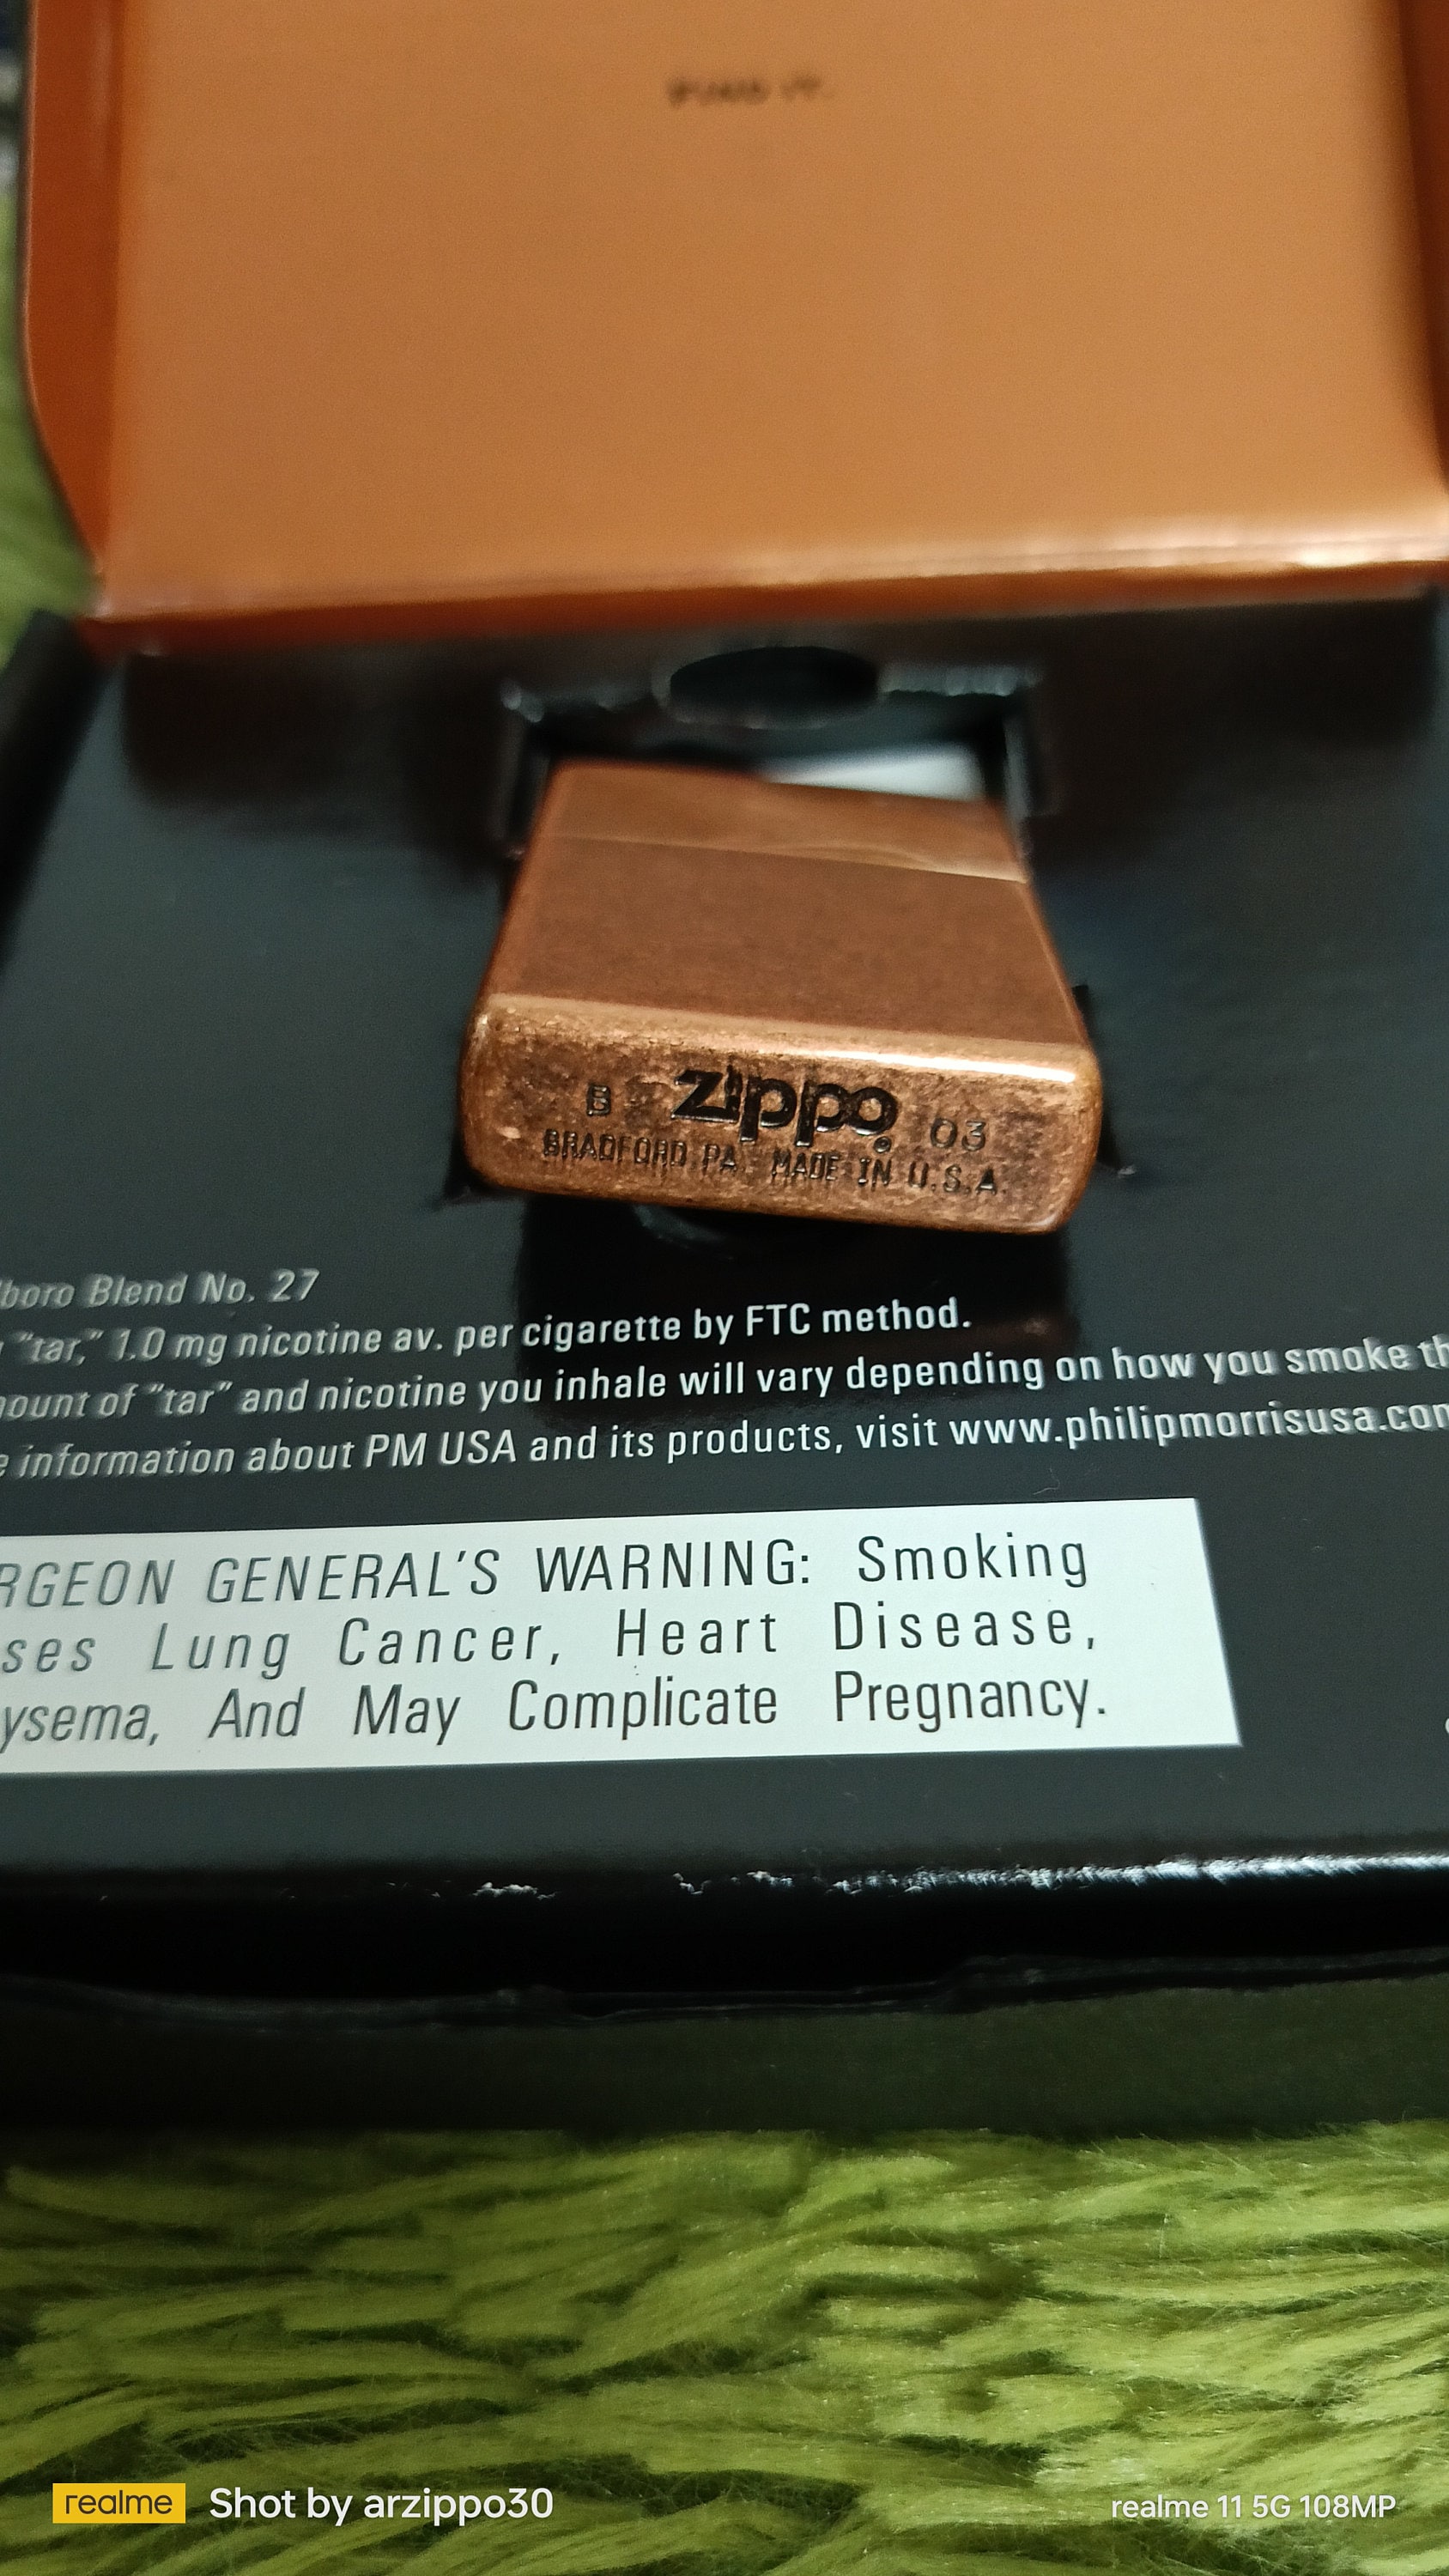 FIND IT.
B zippo® 03
BRADFORD PA. MADE IN U.S.A.
boro Blend No. 27
"tar," 1.0 mg nicotine av. per cigarette by FTC method.
ount of "tar" and nicotine you inhale will vary depending on how you smoke th
information about PM USA and its products, visit www.philipmorrisusa.com
RGEON GENERAL'S WARNING: Smoking
ses Lung Cancer, Heart Disease,
ysema, And May Complicate Pregnancy.
realme Shot by arzippo30
realme 11 5G 108MP